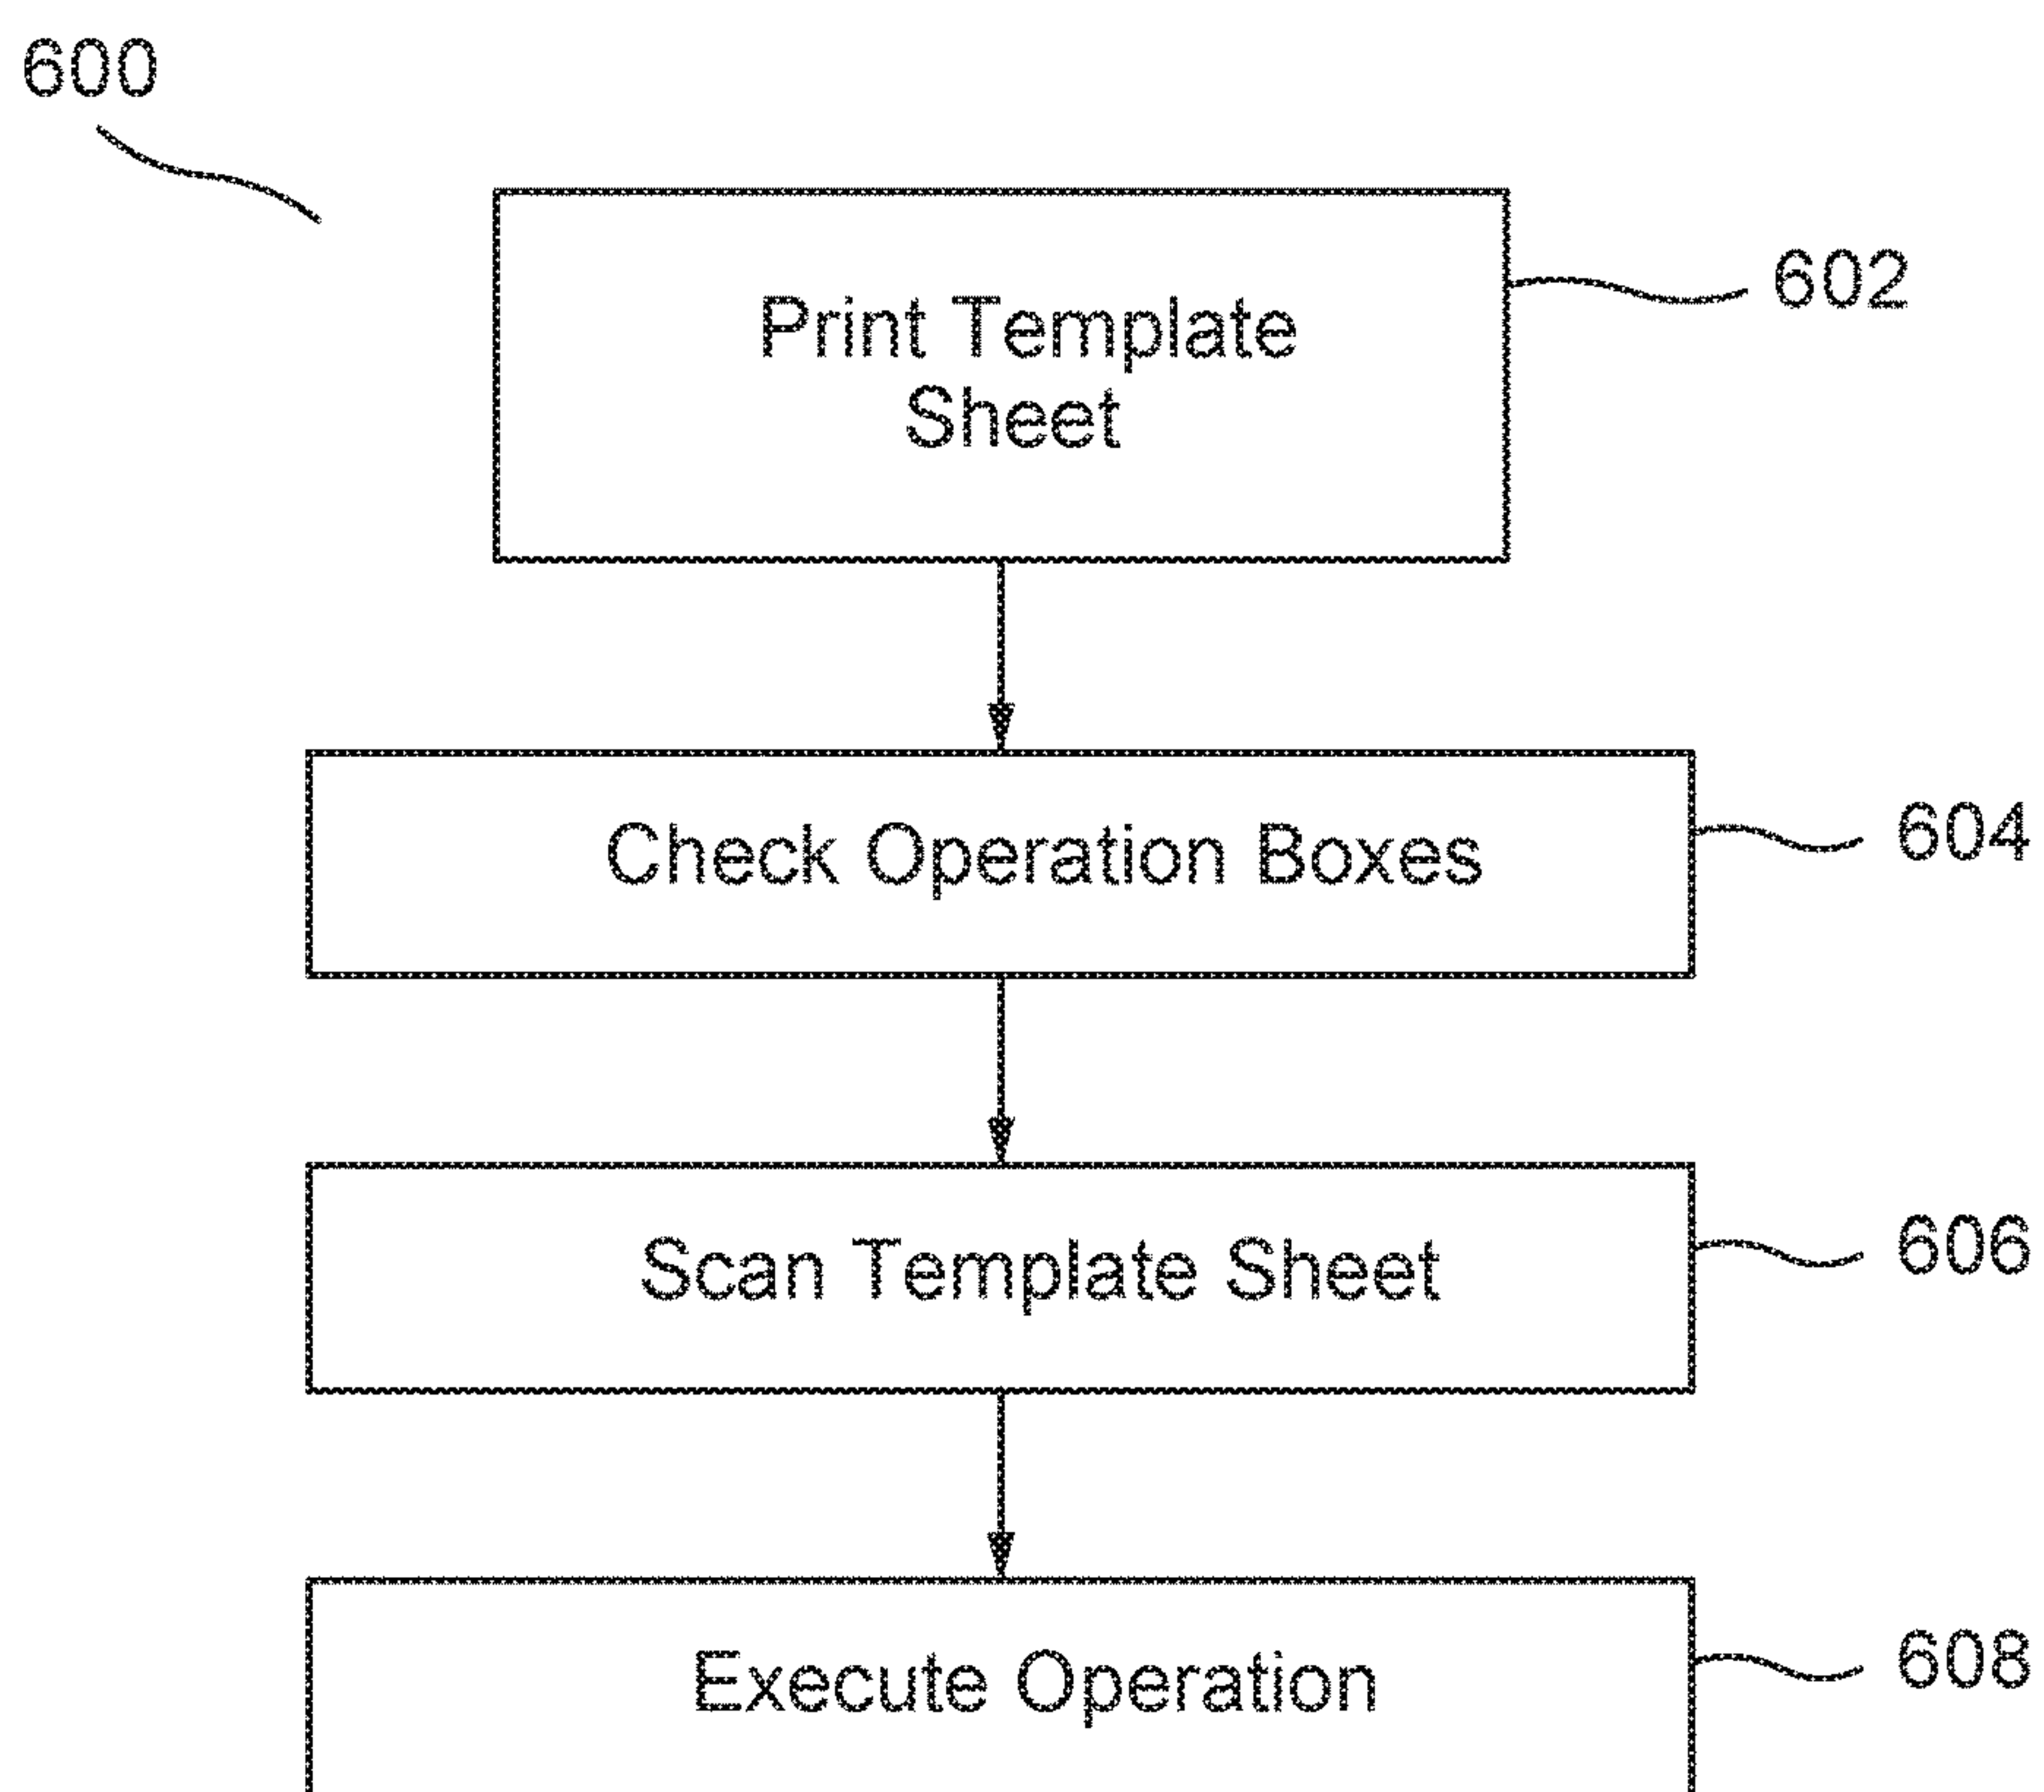 600
Print Template
Sheet
602
Check Operation Boxes
604
Scan Template Sheet
606
Execute Operation
608